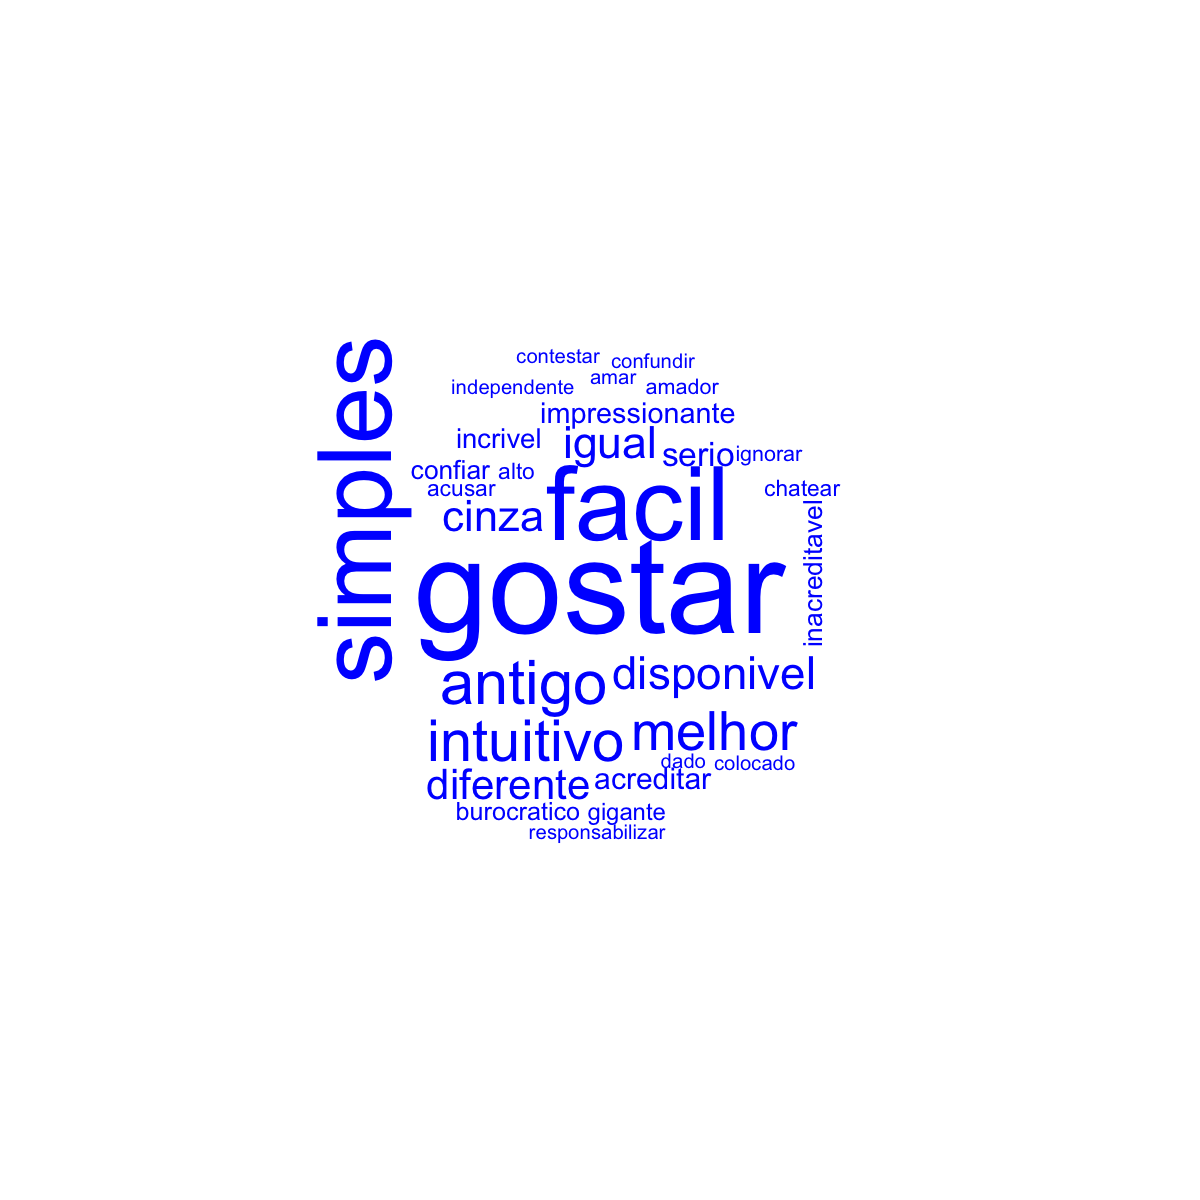 simples
contestar
confundir
amar
independente
amador
impressionante
incrivel
igual
serio
ignorar
confiar
alto
acusar
facil
chatear
cinza
inacreditavel
gostar
antigo
disponivel
intuitivo
melhor
dado
colocado
diferente
acreditar
burocratico
gigante
responsabilizar